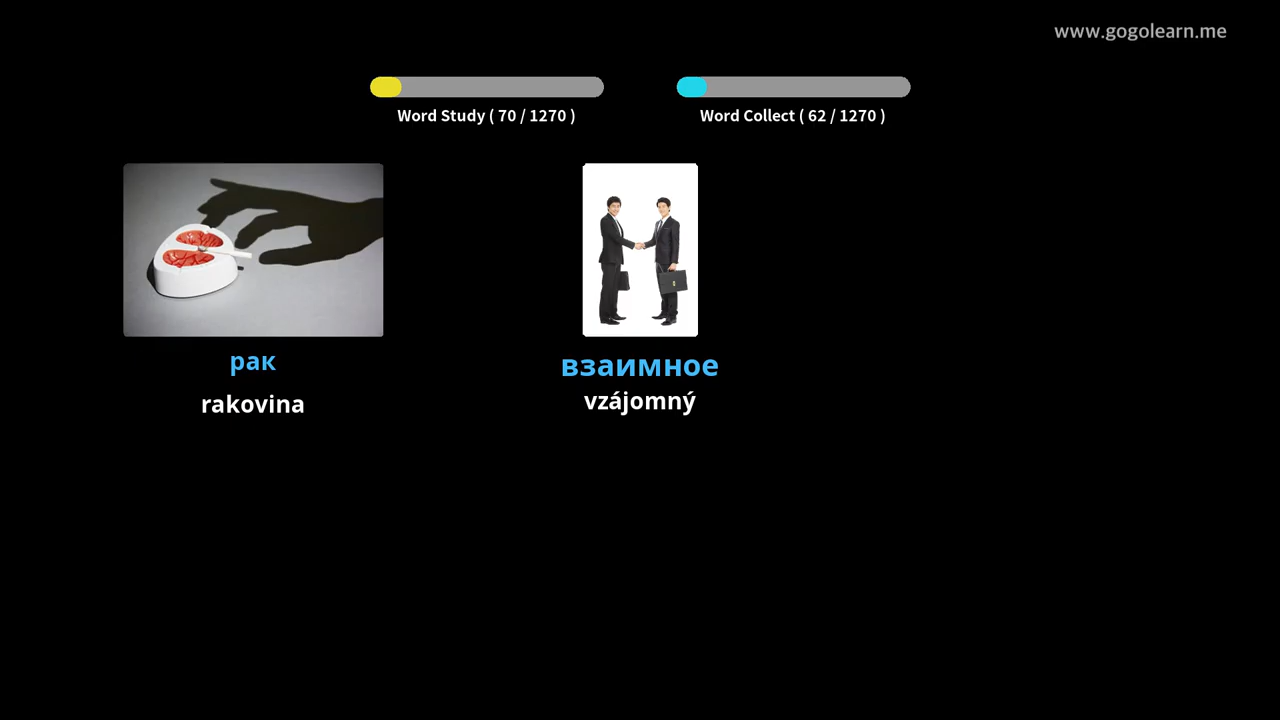 www.gogolearn.me
Word Study ( 70 / 1270 )
Word Collect ( 62 / 1270 )
рак
rakovina
взаимное
vzájomný